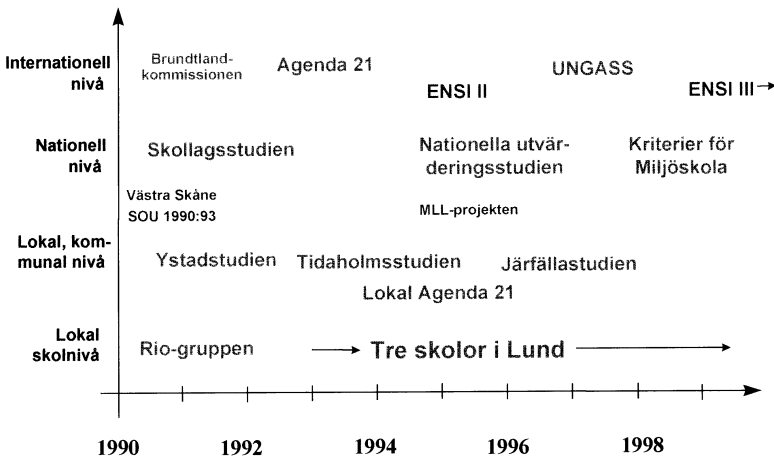 Internationell
nivå
Brundtland-
kommissionen
Agenda 21
ENSI II
UNGASS
ENSI III
Nationell
nivå
Skollagsstudien
Nationella utvär-
deringsstudien
Kriterier för
Miljöskola
Västra Skåne
SOU 1990:93
MLL-projekten
Lokal, kom-
munal nivå
Ystadstudien
Tidaholmsstudien
Järfällastudien
Lokal Agenda 21
Lokal
skolnivå
Rio-gruppen
Tre skolor i Lund
1990
1992
1994
1996
1998